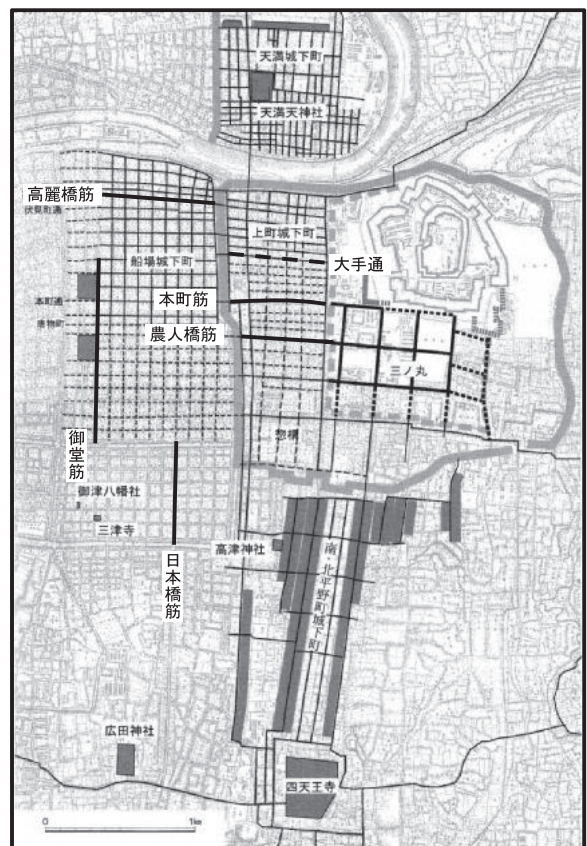 天満城下町
天満天神社
高麗橋筋
伏見町通
上町城下町
船場城下町
大手通
本町筋
本町通
唐物町
農人橋筋
三ノ丸
御堂筋
惣構
御津八幡社
三津寺
高津神社
南・北平野町城下町
日本橋筋
広田神社
四天王寺
0
1km